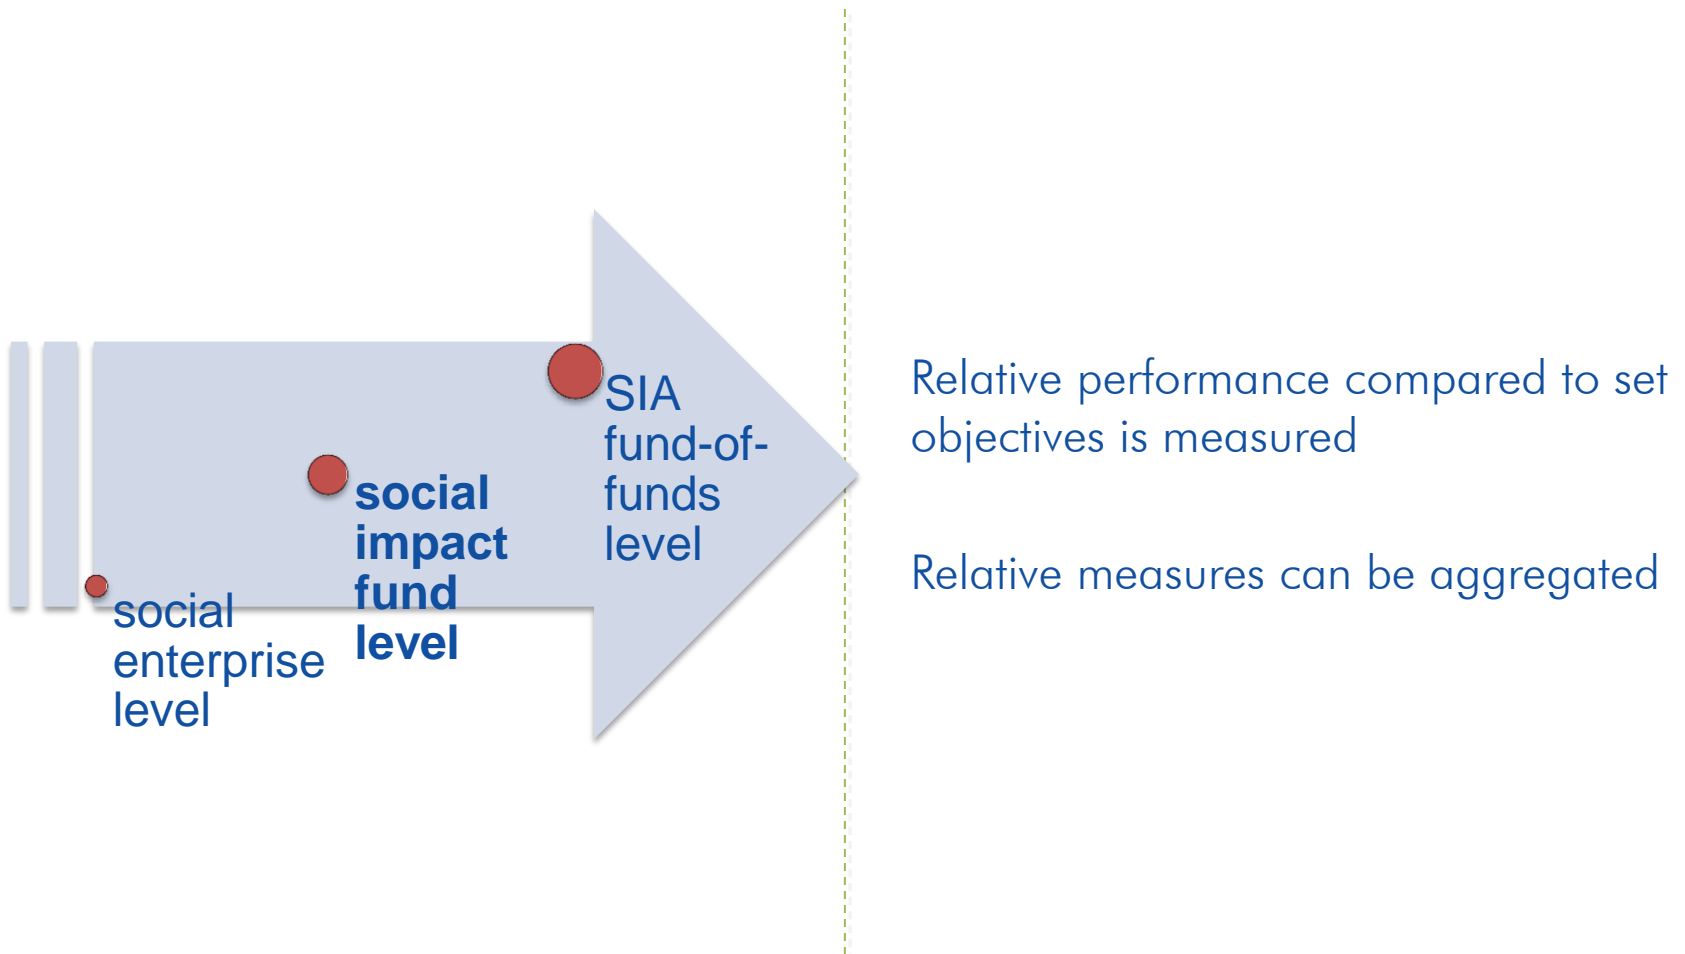 social
enterprise
level
social
impact
fund
level
SIA
fund-of-
funds
level
Relative performance compared to set
objectives is measured
Relative measures can be aggregated